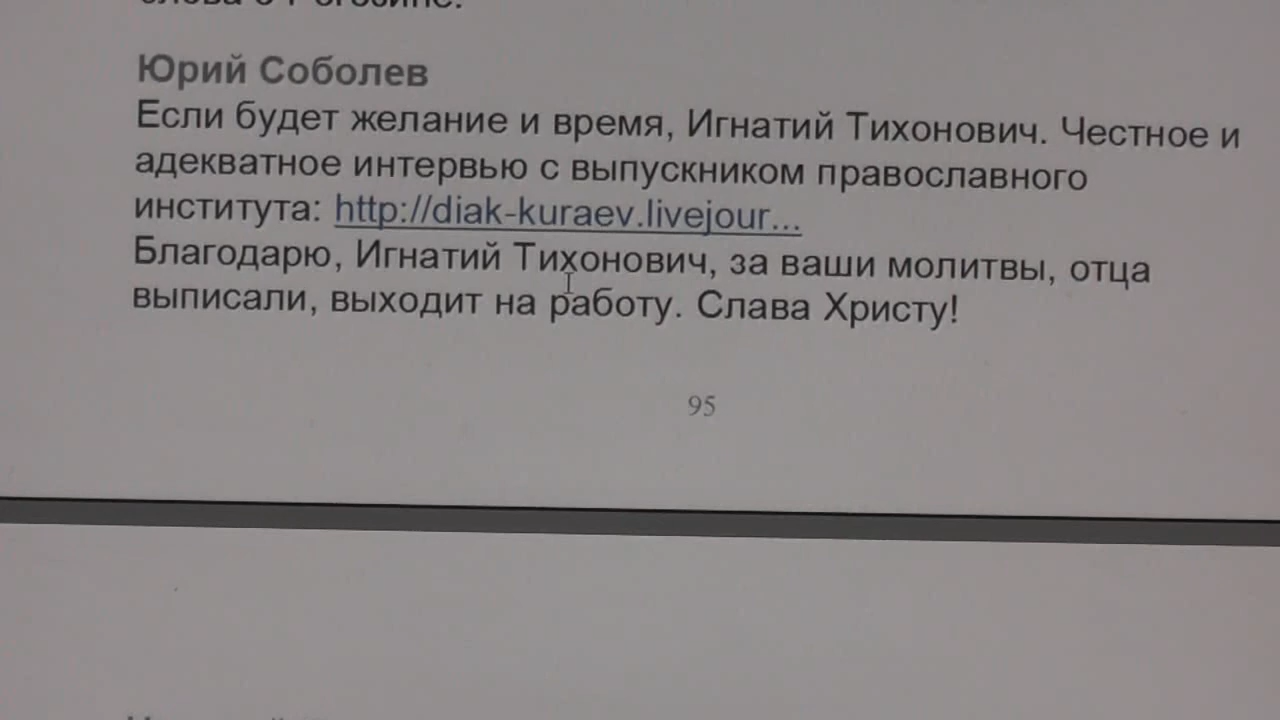 Юрий Соболев
Если будет желание и время, Игнатий Тихонович. Честное и
адекватное интервью с выпускником православного
института: http://diak-kuraev.livejour...
Благодарю, Игнатий Тихонович, за ваши молитвы, отца
выписали, выходит на работу. Слава Христу!
95